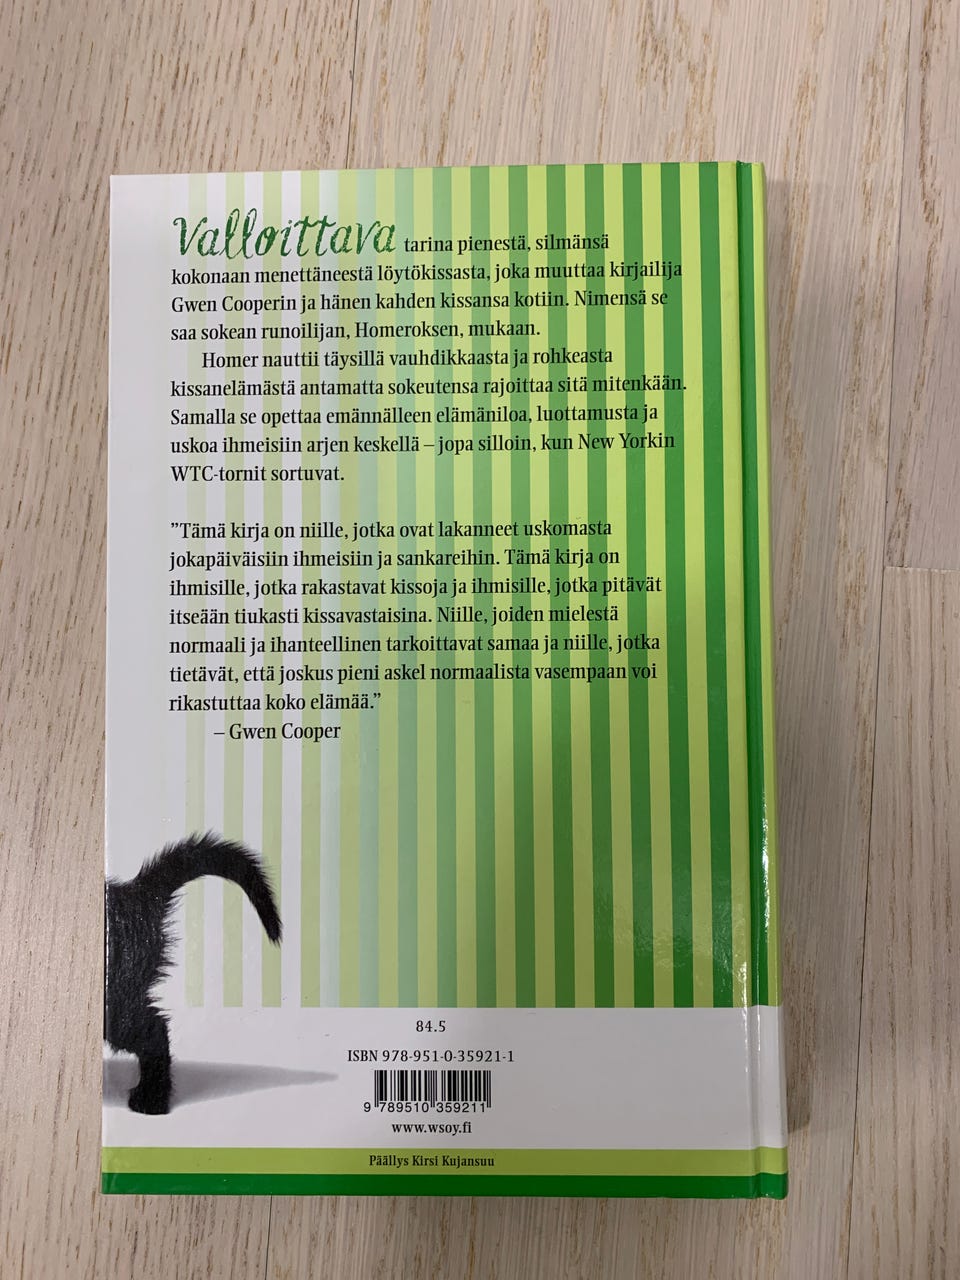 Valloittava tarina pienestä, silmänsä
kokonaan menettäneestä löytökissasta, joka muuttaa kirjailija
Gwen Cooperin ja hänen kahden kissansa kotiin. Nimensä se
saa sokean runoilijan, Homeroksen, mukaan.
Homer nauttii täysillä vauhdikkaasta ja rohkeasta
kissanelämästä antamatta sokeutensa rajoittaa sitä mitenkään.
Samalla se opettaa emännälleen elämäniloa, luottamusta ja
uskoa ihmeisiin arjen keskellä – jopa silloin, kun New Yorkin
WTC-tornit sortuvat.
”Tämä kirja on niille, jotka ovat lakanneet uskomasta
jokapäiväisiin ihmeisiin ja sankareihin. Tämä kirja on
ihmisille, jotka rakastavat kissoja ja ihmisille, jotka pitävät
itseään tiukasti kissavastaisina. Niille, joiden mielestä
normaali ja ihanteellinen tarkoittavat samaa ja niille, jotka
tietävät, että joskus pieni askel normaalista vasempaan voi
rikastuttaa koko elämää.”
– Gwen Cooper
84.5
ISBN 978-951-0-35921-1
9 789510 359211
www.wsoy.fi
Päällys Kirsi Kujansuu